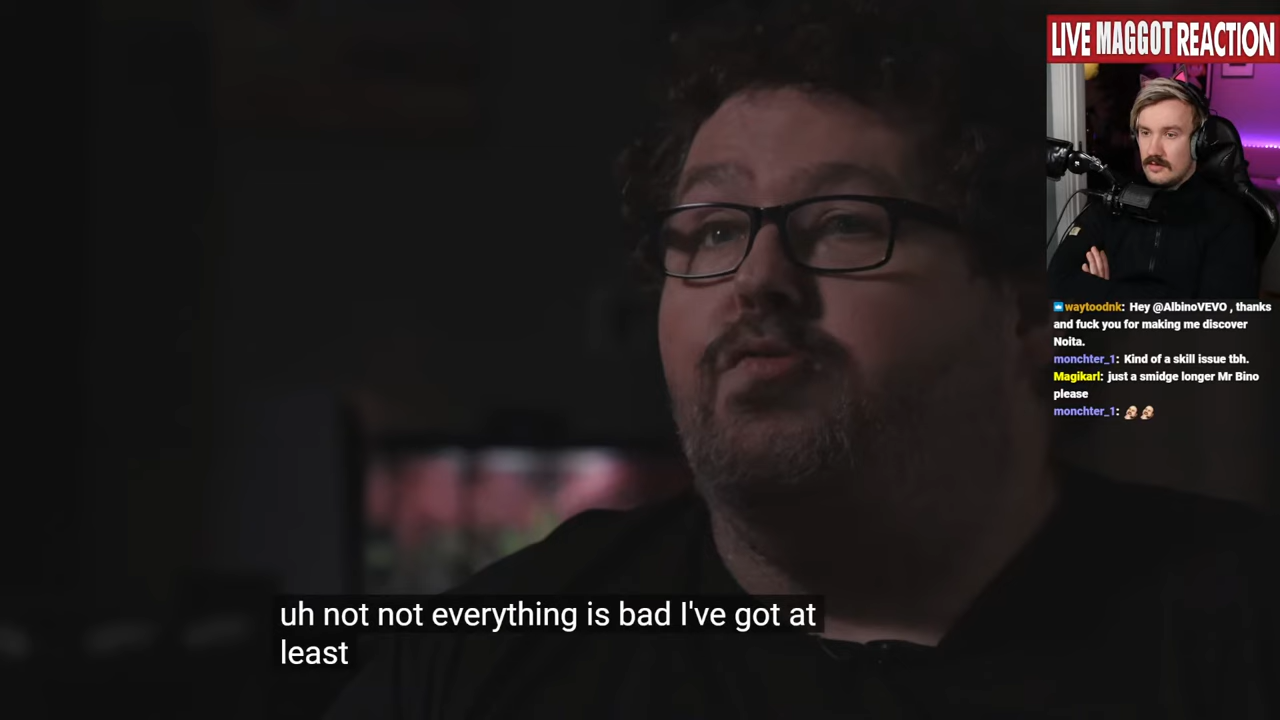 LIVE MAGGOT REACTION
waytoodnk: Hey @AlbinoVEVO , thanks
and fuck you for making me discover
Noita.
monchter_1: Kind of a skill issue tbh.
Magikarl: just a smidge longer Mr Bino
please
monchter_1:
uh not not everything is bad I've got at
least